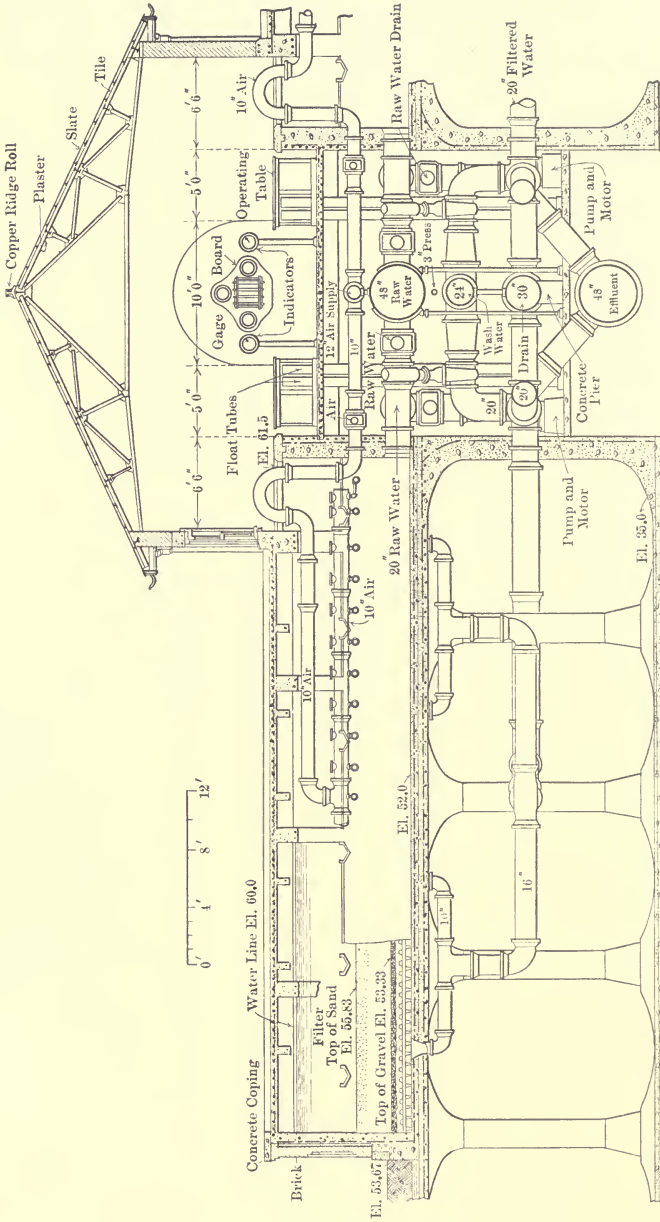 Copper Ridge Roll
Plaster
Slate
Tile
6'6"
5'0"
10'0"
5'0"
6'6"
10" Air
Operating
Table
Board
Gage
Indicators
Float Tubes
El. 61.5
12" Air Supply
Air
10"
Raw Water
48"
Raw
Water
3" Press
Raw Water Drain
20" Raw Water
24"
Wash
Water
20"
30"
Drain
20"
20" Filtered
Water
Pump and
Motor
Concrete
Pier
48"
Effluent
Pump and
Motor
El. 35.0
0'
4'
8'
12'
Concrete Coping
Water Line El. 60.0
Brick
Filter
Top of Sand
El. 55.83
Top of Gravel El. 53.33
El. 53.67
10" Air
10" Air
El. 52.0
10"
16"